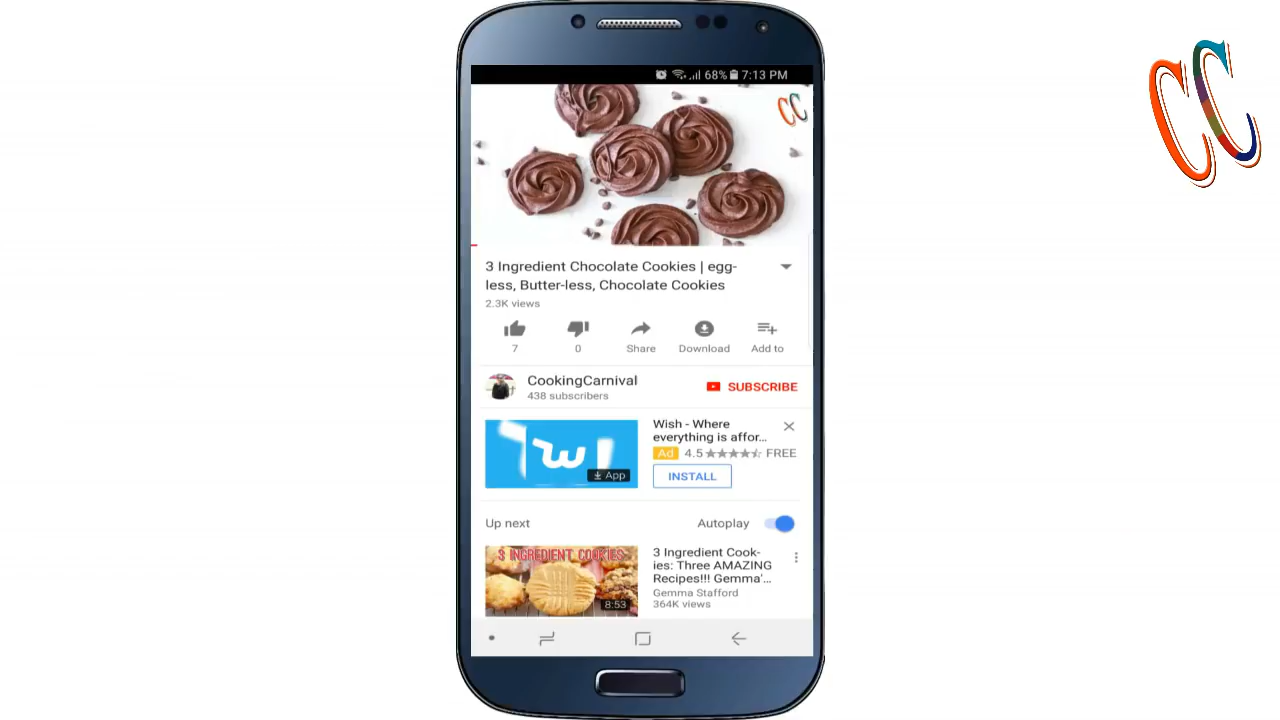 CC
68% 7:13 PM
CC
3 Ingredient Chocolate Cookies | egg-
less, Butter-less, Chocolate Cookies
2.3K views
7 0 Share Download Add to
CookingCarnival
438 subscribers
SUBSCRIBE
Wish - Where
everything is affor...
Ad 4.5 FREE
App
INSTALL
Up next Autoplay
3 INGREDIENT COOKIES
8:53
3 Ingredient Cook-
ies: Three AMAZING
Recipes!!! Gemma'...
Gemma Stafford
364K views